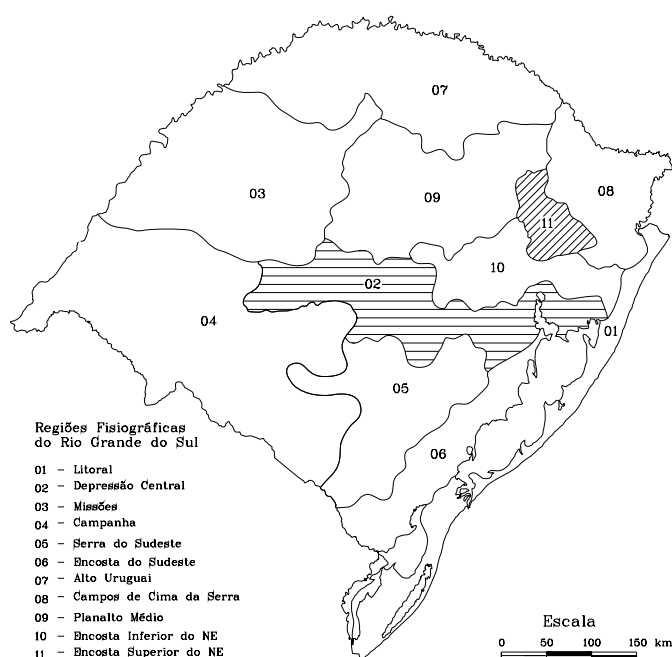 07
08
03
09
11
10
02
04
01
05
06
Regiões Fisiográficas
do Rio Grande do Sul
01 - Litoral
02 - Depressão Central
03 - Missões
04 - Campanha
05 - Serra do Sudeste
06 - Encosta do Sudeste
07 - Alto Uruguai
08 - Campos de Cima da Serra
09 - Planalto Médio
10 - Encosta Inferior do NE
11 - Encosta Superior do NE
Escala
0 50 100 150 km